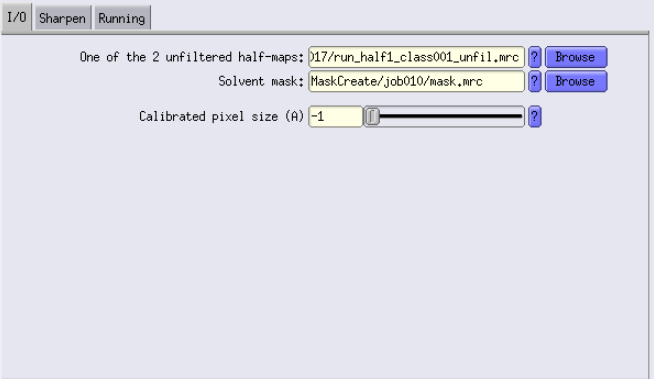 I/O Sharpen Running
One of the 2 unfiltered half-maps: 017/run_half1_class001_unfil.mrc ? Browse
Solvent mask: MaskCreate/job010/mask.mrc ? Browse
Calibrated pixel size (A) -1 ?